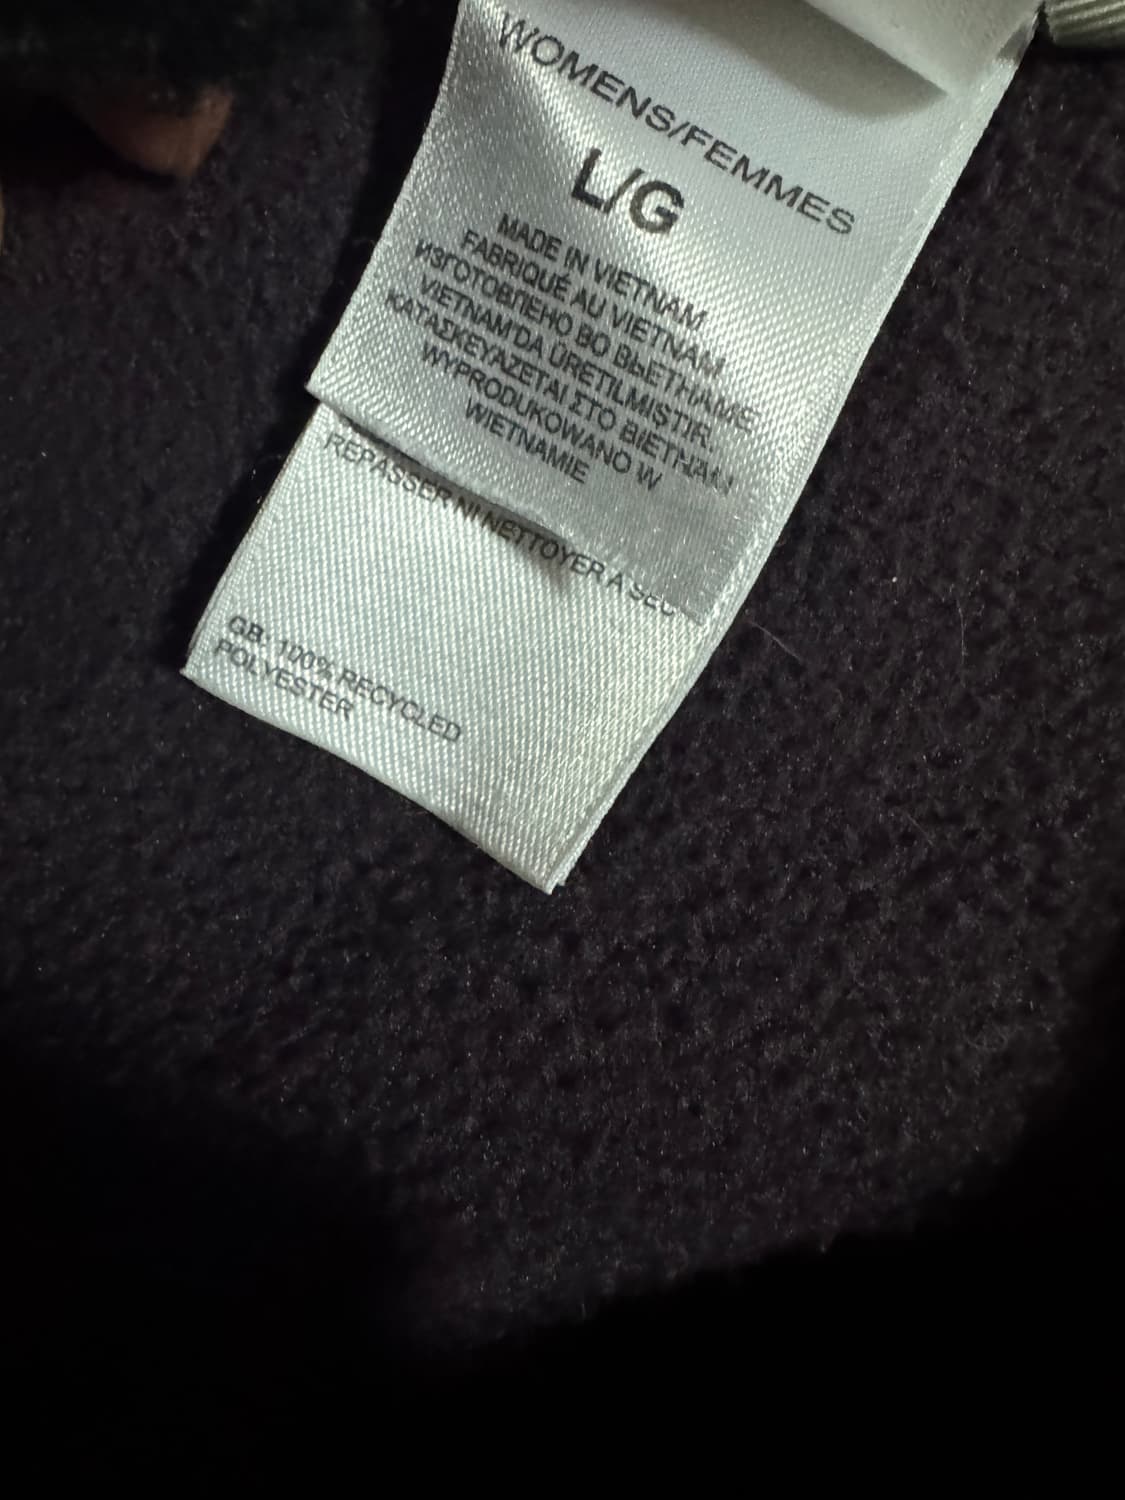 WOMENS/FEMMES
L/G
MADE IN VIETNAM
FABRIQUÉ AU VIETNAM
ИЗГОТОВЛЕНО ВО ВЬЕТНАМЕ
VIETNAM'DA ÜRETILMIŞTIR.
ΚΑΤΑΣΚΕΥΑΖΕΤΑΙ ΣΤΟ ΒΙΕΤΝΑΜ
WYPRODUKOWANO W
WIETNAMIE
REPASSER NI NETTOYER A SEC
GB: 100% RECYCLED
POLYESTER